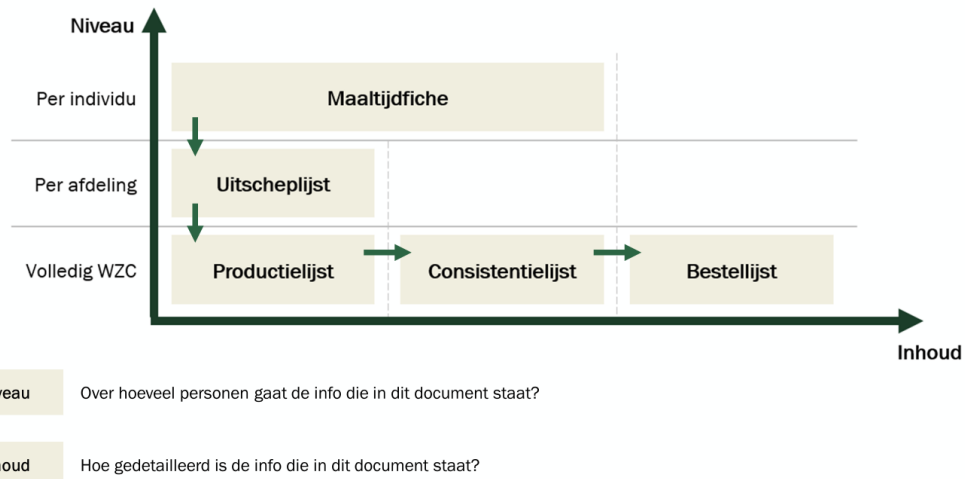 Niveau
Per individu
Maaltijdfiche
Per afdeling
Uitscheplijst
Volledig WZC
Productielijst
Consistentielijst
Bestellijst
Inhoud
Over hoeveel personen gaat de info die in dit document staat?
Hoe gedetailleerd is de info die in dit document staat?